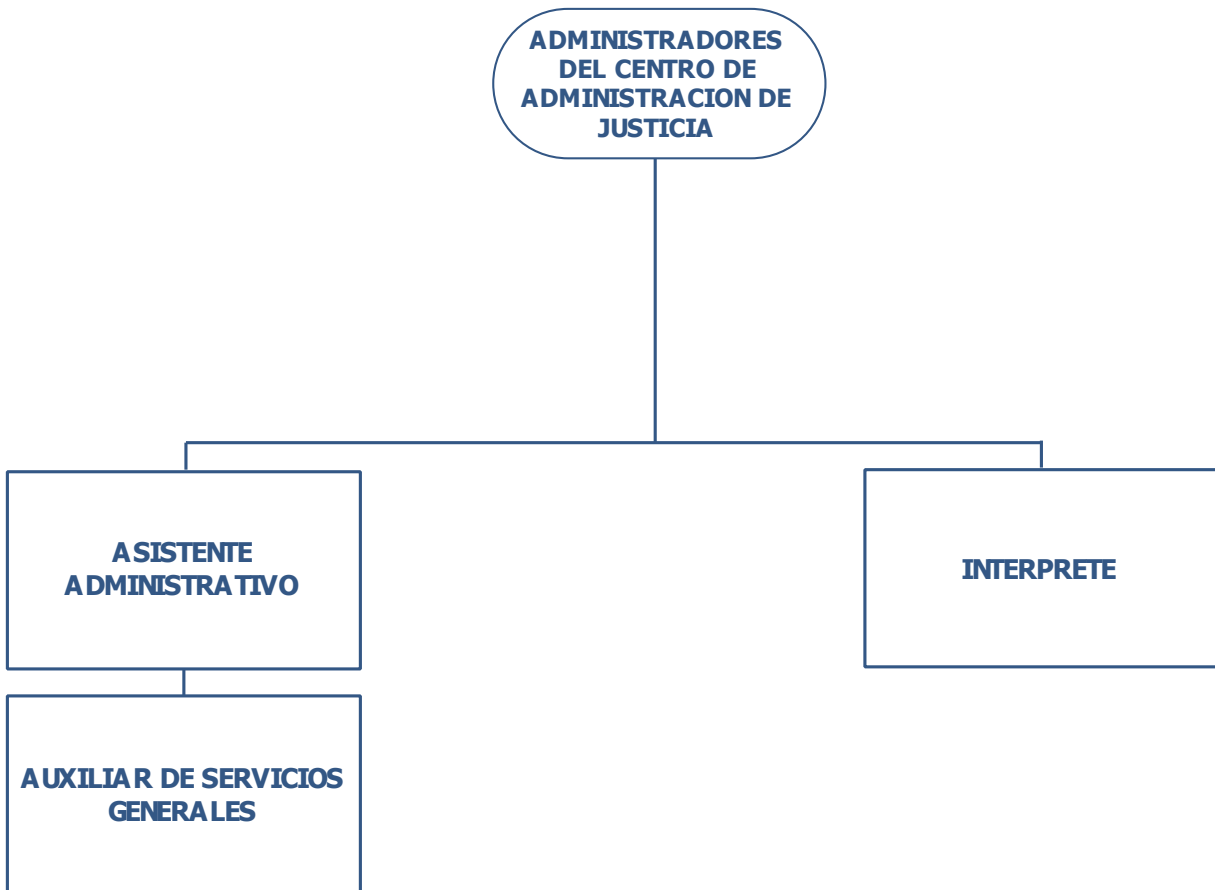 ADMINISTRADORES
DEL CENTRO DE
ADMINISTRACION DE
JUSTICIA
ASISTENTE
ADMINISTRATIVO
INTERPRETE
AUXILIAR DE SERVICIOS
GENERALES